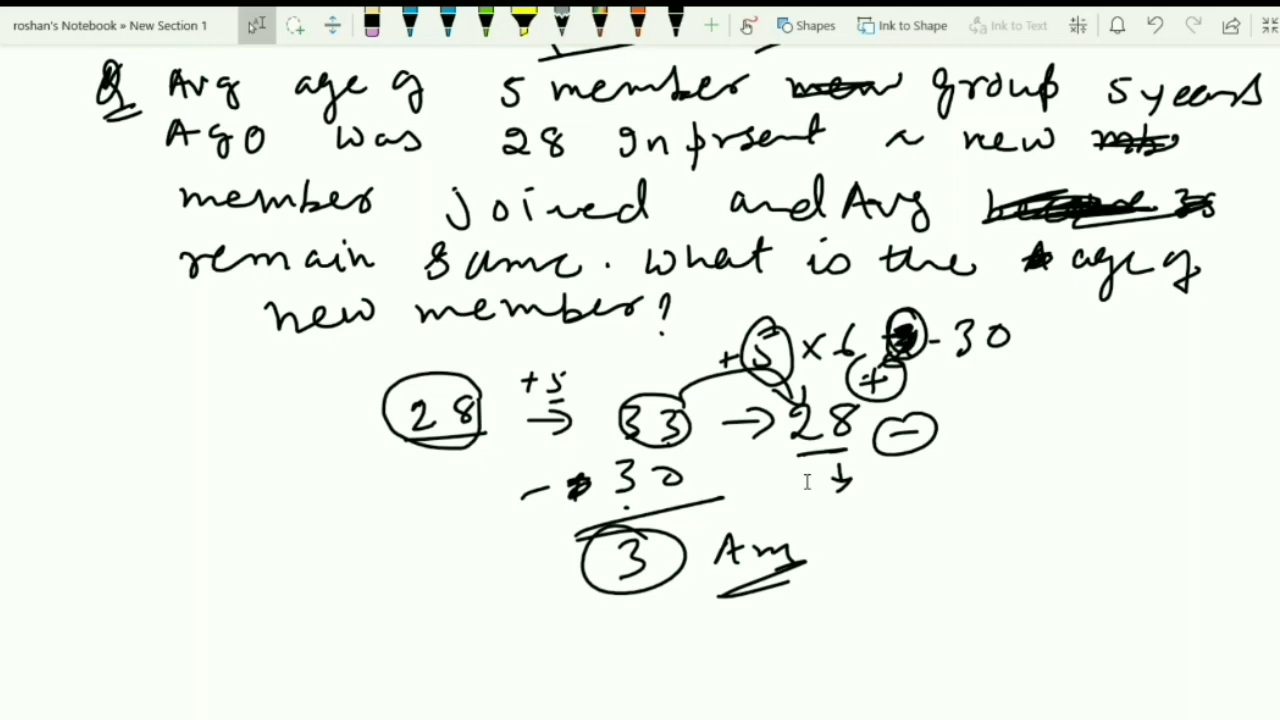 roshan's Notebook » New Section 1
Shapes
Ink to Shape
Ink to Text
Q Avg age of 5 member group 5 years
Ago was 28 In prsent a new
member joined and Avg
remain Same. What is the age of
new member?
+5 × 6 - 30
+
28 +5 → 33 → 28 -
- 30
3 Ans